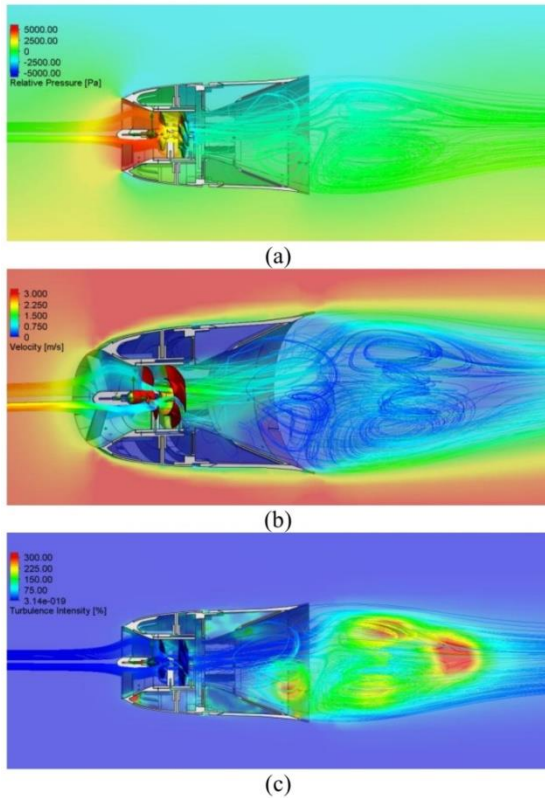 5000.00
2500.00
0
-2500.00
-5000.00
Relative Pressure [Pa]
(a)
3.000
2.250
1.500
0.750
0
Velocity [m/s]
(b)
300.00
225.00
150.00
75.00
3.14e-019
Turbulence Intensity [%]
(c)